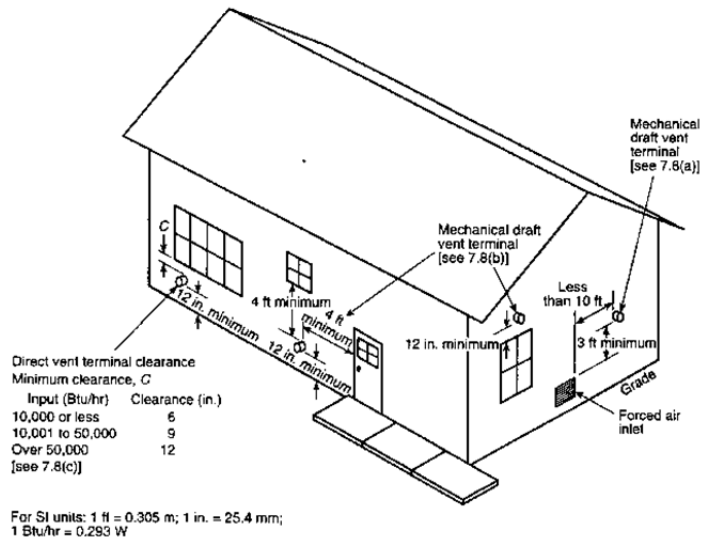 Mechanical
draft vent
terminal
[see 7.8(a)]
Mechanical draft
vent terminal
[see 7.8(b)]
Less
than 10 ft
C
4 ft minimum
4 ft
minimum
12 in. minimum
3 ft minimum
12 in. minimum
12 in. minimum
Grade
Forced air
inlet
Direct vent terminal clearance
Minimum clearance, C
Input (Btu/hr) Clearance (in.)
10,000 or less 6
10,001 to 50,000 9
Over 50,000 12
[see 7.8(c)]
For SI units: 1 ft = 0.305 m; 1 in. = 25.4 mm;
1 Btu/hr = 0.293 W